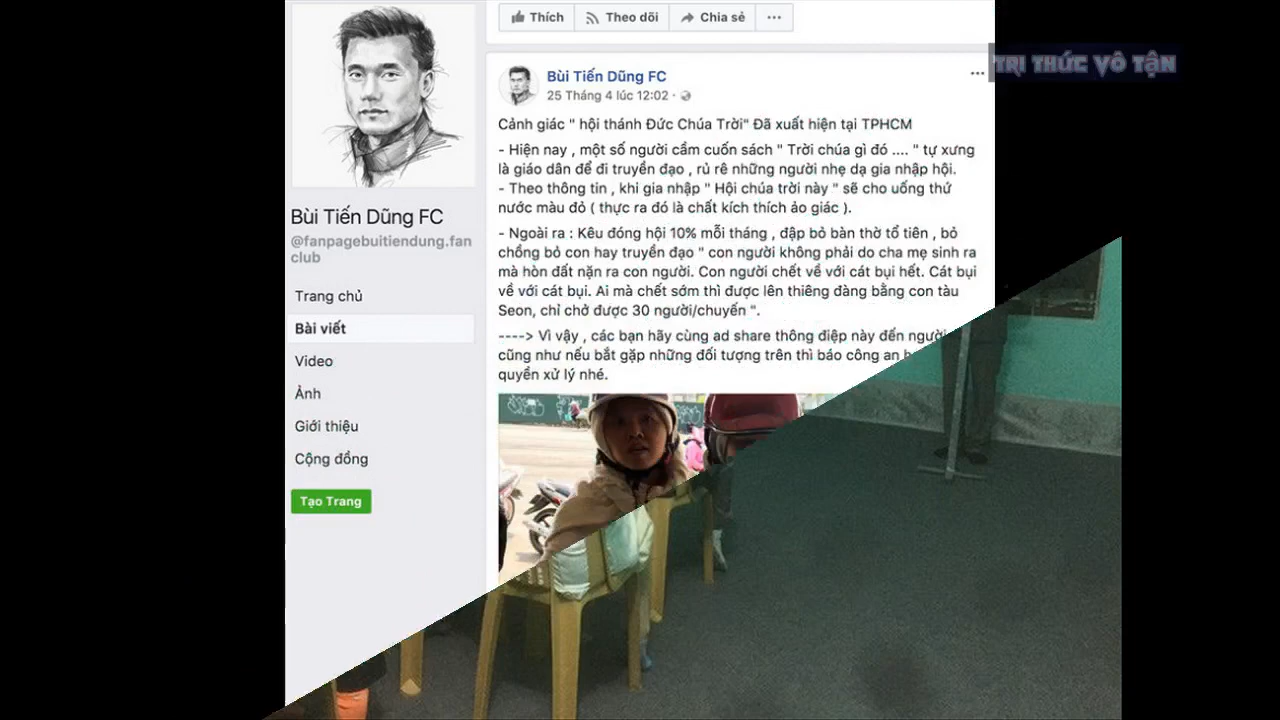 Thích
Theo dõi
Chia sẻ
TRI THỨC VÔ TẬN
Bùi Tiến Dũng FC
25 Tháng 4 lúc 12:02 ·
Cảnh giác " hội thánh Đức Chúa Trời" Đã xuất hiện tại TPHCM
- Hiện nay , một số người cầm cuốn sách " Trời chúa gì đó .... " tự xưng
là giáo dân để đi truyền đạo , rủ rê những người nhẹ dạ gia nhập hội.
- Theo thông tin , khi gia nhập " Hội chúa trời này " sẽ cho uống thứ
nước màu đỏ ( thực ra đó là chất kích thích ảo giác ).
- Ngoài ra : Kêu đóng hội 10% mỗi tháng , đập bỏ bàn thờ tổ tiên , bỏ
chồng bỏ con hay truyền đạo " con người không phải do cha mẹ sinh ra
mà hòn đất nặn ra con người. Con người chết về với cát bụi hết. Cát bụi
về với cát bụi. Ai mà chết sớm thì được lên thiêng đàng bằng con tàu
Seon, chỉ chở được 30 người/chuyến ".
----> Vì vậy , các bạn hãy cùng ad share thông điệp này đến người
cũng như nếu bắt gặp những đối tượng trên thì báo công an
quyền xử lý nhé.
Bùi Tiến Dũng FC
@fanpagebuitiendung.fan
club
Trang chủ
Bài viết
Video
Ảnh
Giới thiệu
Cộng đồng
Tạo Trang